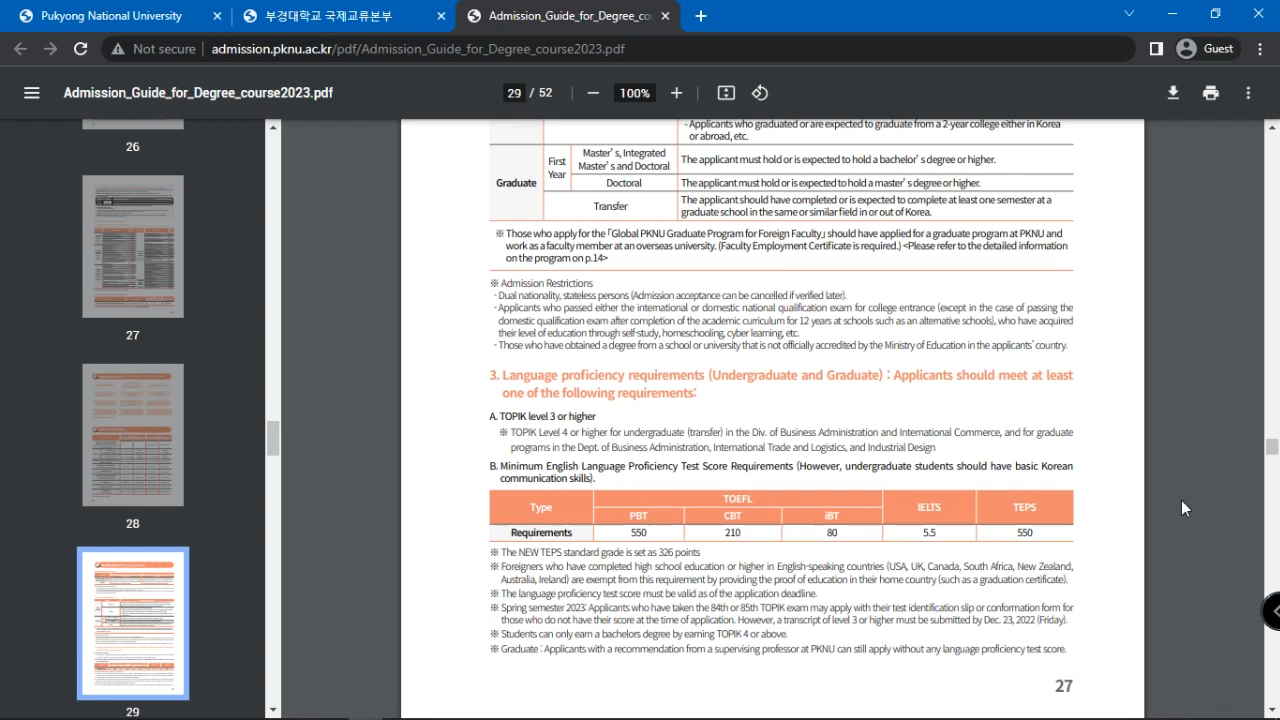 Pukyong National University
부경대학교 국제교류본부
Admission_Guide_for_Degree_co
Not secure
admission.pknu.ac.kr/pdf/Admission_Guide_for_Degree_course2023.pdf
Guest
Admission_Guide_for_Degree_course2023.pdf
29 / 52
100%
26
27
28
29
- Applicants who graduated or are expected to graduate from a 2-year college either in Korea
or abroad, etc.
Graduate
First
Year
Master's, Integrated
Master's and Doctoral
The applicant must hold or is expected to hold a bachelor's degree or higher.
Doctoral
The applicant must hold or is expected to hold a master's degree or higher.
Transfer
The applicant should have completed or is expected to complete at least one semester at a
graduate school in the same or similar field in or out of Korea.
※ Those who apply for the「Global PKNU Graduate Program for Foreign Faculty」should have applied for a graduate program at PKNU and
work as a faculty member at an overseas university. (Faculty Employment Certificate is required.) <Please refer to the detailed information
on the program on p.14>
※ Admission Restrictions
- Dual nationality, stateless persons (Admission acceptance can be cancelled if verified later).
- Applicants who passed either the international or domestic national qualification exam for college entrance (except in the case of passing the
domestic qualification exam after completion of the academic curriculum for 12 years at schools such as an alternative schools), who have acquired
their level of education through self-study, homeschooling, cyber learning, etc.
- Those who have obtained a degree from a school or university that is not officially accredited by the Ministry of Education in the applicants' country.
3. Language proficiency requirements (Undergraduate and Graduate) : Applicants should meet at least
one of the following requirements:
A. TOPIK level 3 or higher
※ TOPIK Level 4 or higher for undergraduate (transfer) in the Div. of Business Administration and International Commerce, and for graduate
programs in the Dept. of Business Administration, International Trade and Logistics, and Industrial Design
B. Minimum English Language Proficiency Test Score Requirements (However, undergraduate students should have basic Korean
communication skills).
Type
TOEFL
IELTS
TEPS
PBT
CBT
iBT
Requirements
550
210
80
5.5
550
※ The NEW TEPS standard grade is set as 326 points
※ Foreigners who have completed high school education or higher in English-speaking countries (USA, UK, Canada, South Africa, New Zealand,
Australia, Ireland) are exempt from this requirement by providing the proof of education in their home country (such as a graduation certificate).
※ The language proficiency test score must be valid as of the application deadline.
※ Spring semester 2023: Applicants who have taken the 84th or 85th TOPIK exam may apply with their test identification slip or conformation form for
those who do not have the score at the time of application. However, a transcript of level 3 or higher must be submitted by Dec. 23, 2022 (Friday).
Students can only earn a bachelors degree by earning TOPIK 4 or above.
※ Graduate: Applicants with a recommendation from a supervising professor at PKNU can still apply without any language proficiency test score.
27